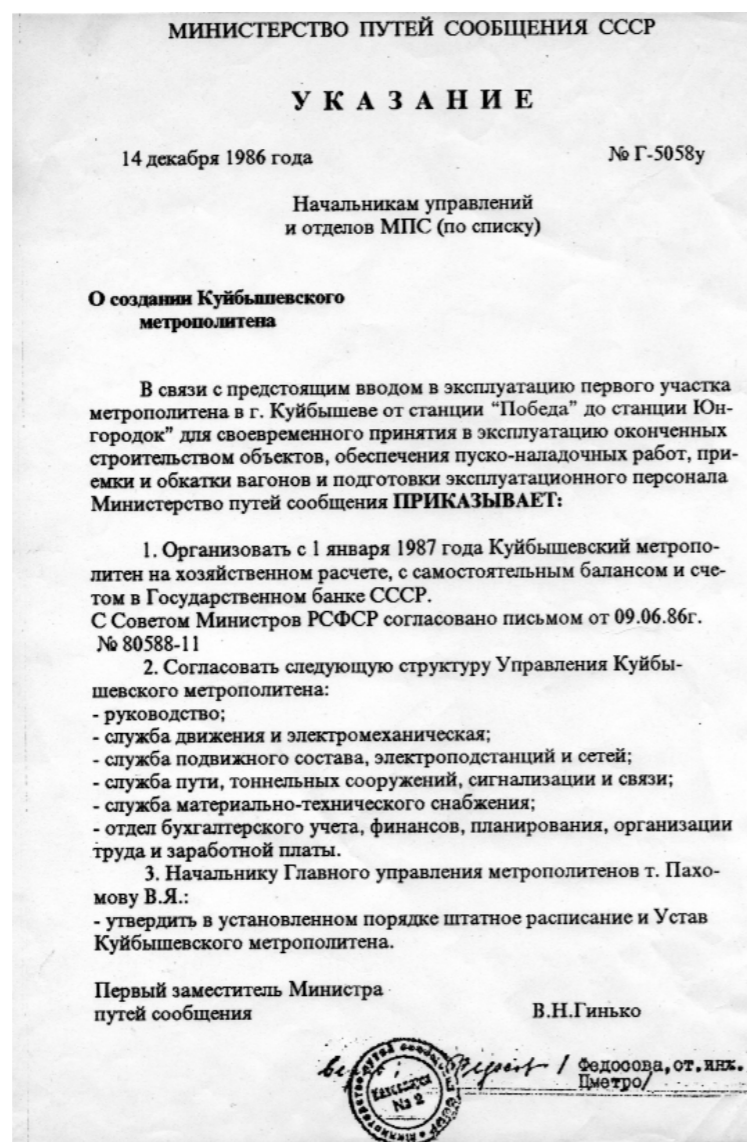 МИНИСТЕРСТВО ПУТЕЙ СООБЩЕНИЯ СССР
УКАЗАНИЕ
14 декабря 1986 года № Г-5058у
Начальникам управлений
и отделов МПС (по списку)
О создании Куйбышевского
метрополитена
В связи с предстоящим вводом в эксплуатацию первого участка
метрополитена в г. Куйбышеве от станции “Победа” до станции Юн-
городок” для своевременного принятия в эксплуатацию оконченных
строительством объектов, обеспечения пуско-наладочных работ, при-
емки и обкатки вагонов и подготовки эксплуатационного персонала
Министерство путей сообщения ПРИКАЗЫВАЕТ:
1. Организовать с 1 января 1987 года Куйбышевский метропо-
литен на хозяйственном расчете, с самостоятельным балансом и сче-
том в Государственном банке СССР.
С Советом Министров РСФСР согласовано письмом от 09.06.86г.
№ 80588-11
2. Согласовать следующую структуру Управления Куйбы-
шевского метрополитена:
- руководство;
- служба движения и электромеханическая;
- служба подвижного состава, электроподстанций и сетей;
- служба пути, тоннельных сооружений, сигнализации и связи;
- служба материально-технического снабжения;
- отдел бухгалтерского учета, финансов, планирования, организации
труда и заработной платы.
3. Начальнику Главного управления метрополитенов т. Пахо-
мову В.Я.:
- утвердить в установленном порядке штатное расписание и Устав
Куйбышевского метрополитена.
Первый заместитель Министра
путей сообщения В.Н.Гинько
/ Федосова,от.инж.
Цметро/
Канцелярия
№ 2